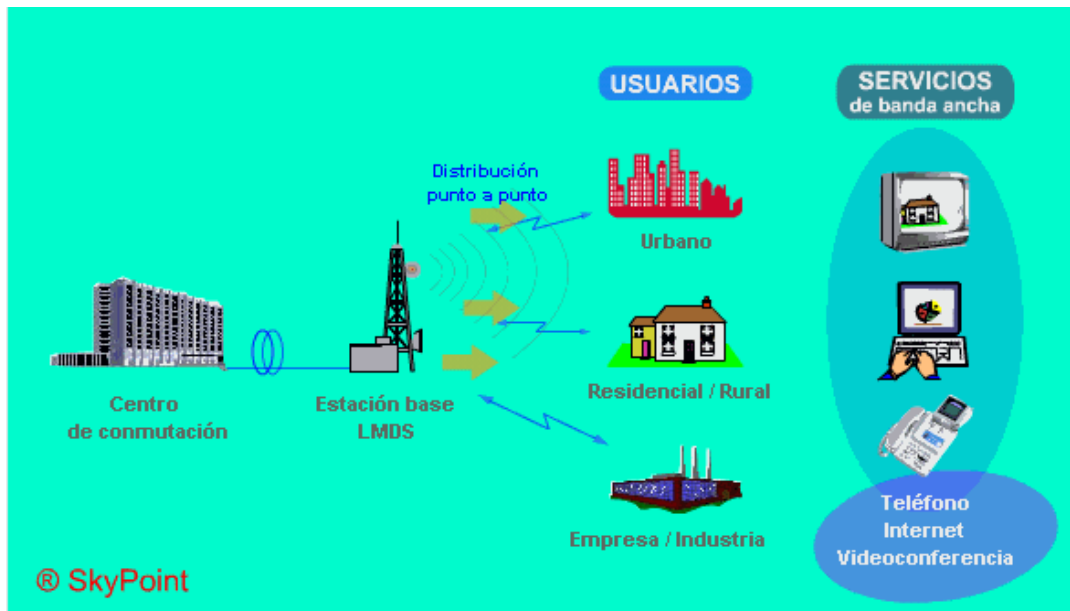 USUARIOS
SERVICIOS
de banda ancha
Distribución
punto a punto
Urbano
Centro
de conmutación
Estación base
LMDS
Residencial / Rural
Empresa / Industria
Teléfono
Internet
Videoconferencia
® SkyPoint